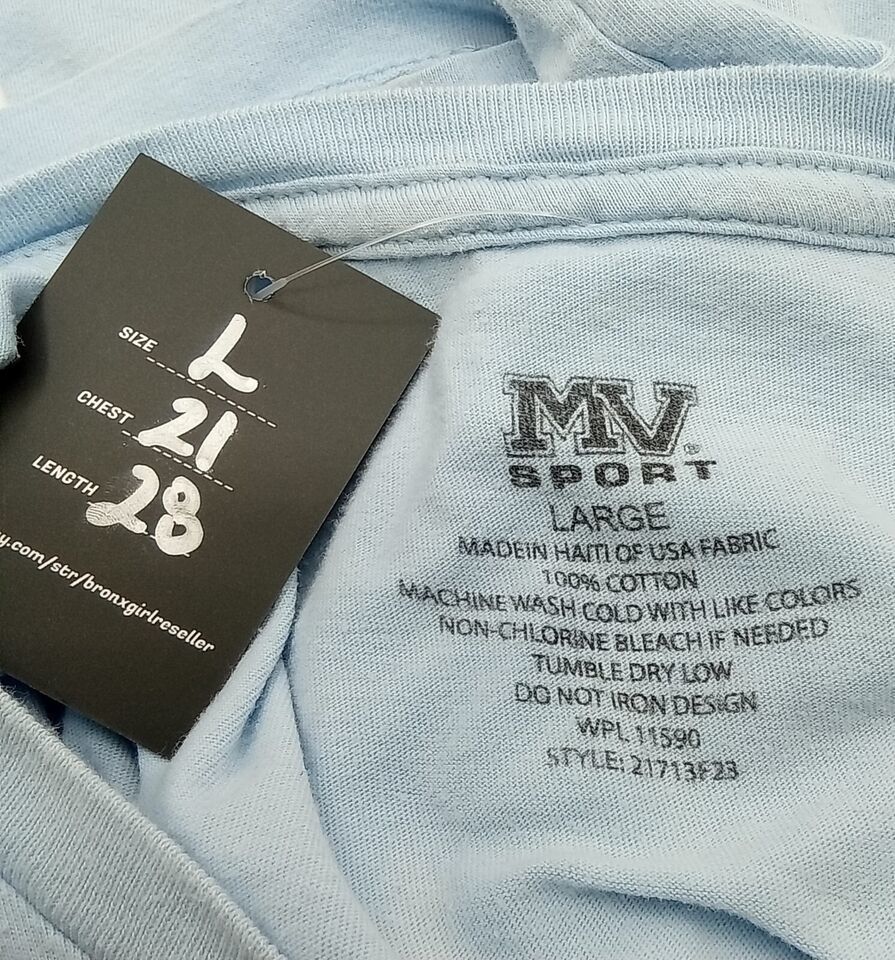 SIZE L
CHEST 21
LENGTH 28
y.com/str/bronxgirlreseller
MV
SPORT
LARGE
MADE IN HAITI OF USA FABRIC
100% COTTON
MACHINE WASH COLD WITH LIKE COLORS
NON-CHLORINE BLEACH IF NEEDED
TUMBLE DRY LOW
DO NOT IRON DESIGN
WPL 11590
STYLE: 21713F23